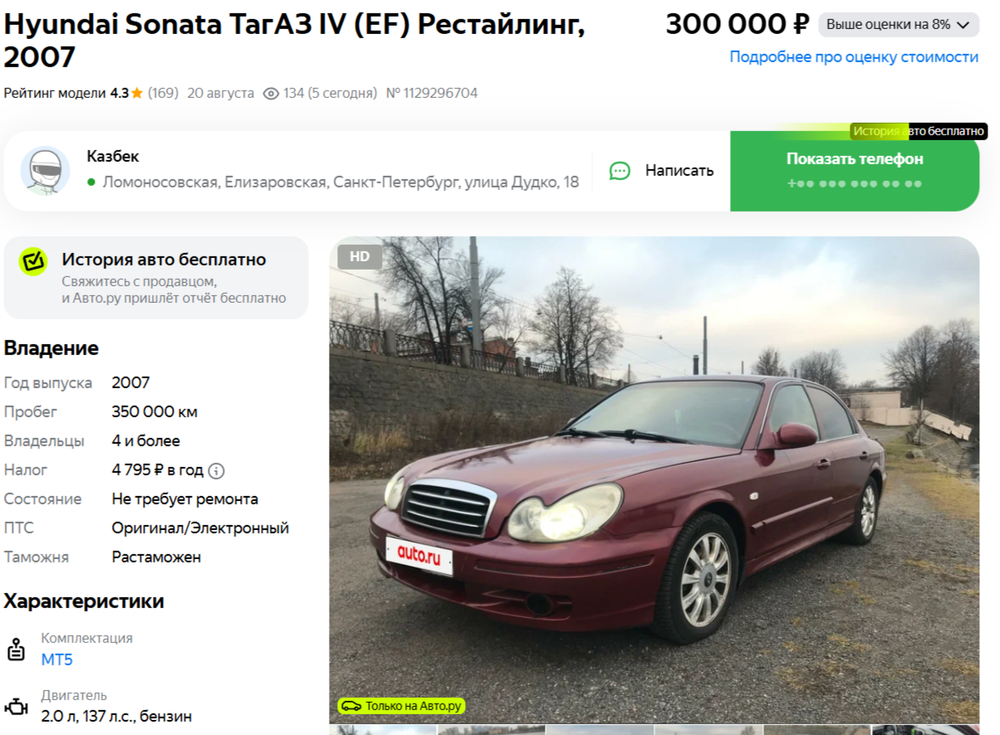 Hyundai Sonata ТагАЗ IV (EF) Рестайлинг,
2007
300 000 ₽
Выше оценки на 8%
Подробнее про оценку стоимости
Рейтинг модели 4.3 (169) 20 августа 134 (5 сегодня) № 1129296704
История авто бесплатно
Казбек
Ломоносовская, Елизаровская, Санкт-Петербург, улица Дудко, 18
Написать
Показать телефон
+●● ●●● ●●● ●● ●●
История авто бесплатно
Свяжитесь с продавцом,
и Авто.ру пришлёт отчёт бесплатно
HD
Владение
Год выпуска 2007
Пробег 350 000 км
Владельцы 4 и более
Налог 4 795 ₽ в год
Состояние Не требует ремонта
ПТС Оригинал/Электронный
Таможня Растаможен
auto.ru
Характеристики
Комплектация
MT5
Двигатель
2.0 л, 137 л.с., бензин
Только на Авто.ру